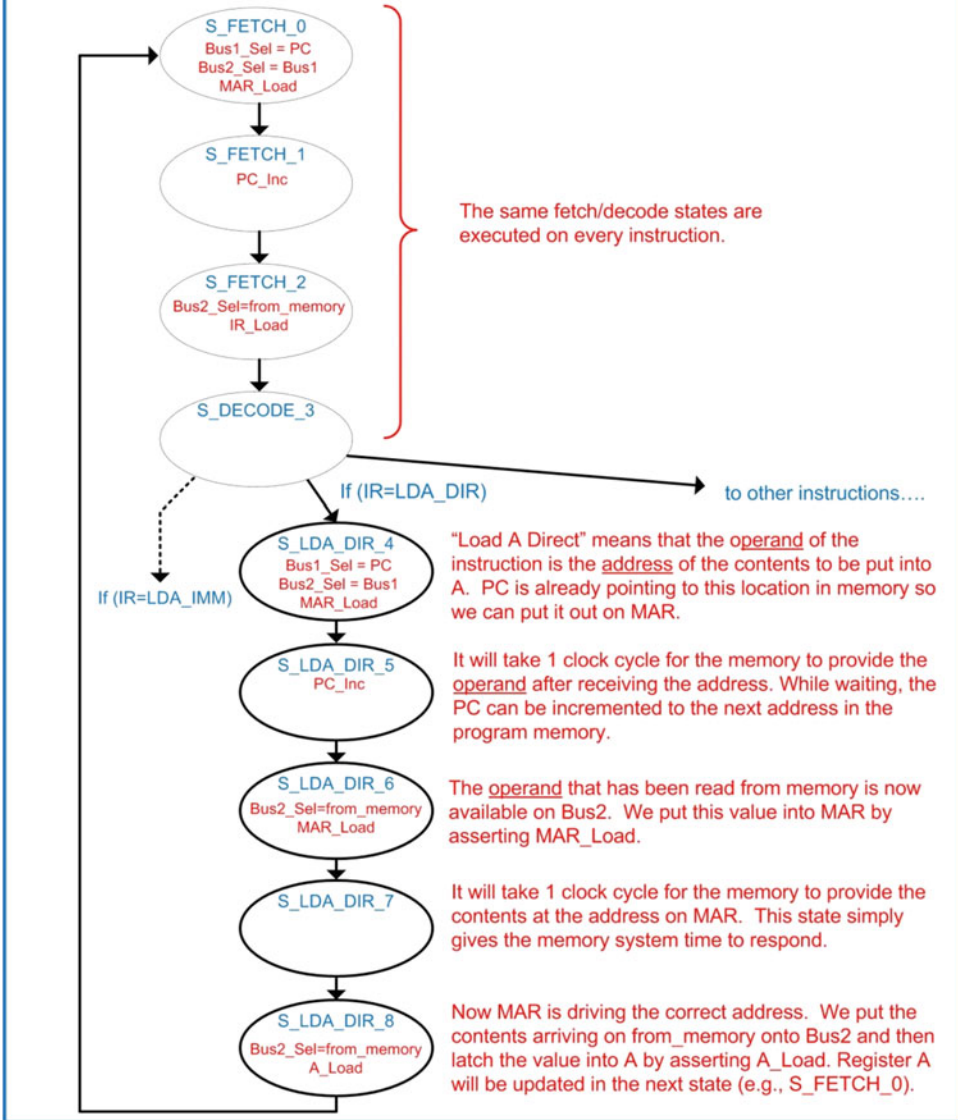 S_FETCH_0
Bus1_Sel = PC
Bus2_Sel = Bus1
MAR_Load
S_FETCH_1
PC_Inc
The same fetch/decode states are
executed on every instruction.
S_FETCH_2
Bus2_Sel=from_memory
IR_Load
S_DECODE_3
If (IR=LDA_DIR)
to other instructions....
If (IR=LDA_IMM)
S_LDA_DIR_4
Bus1_Sel = PC
Bus2_Sel = Bus1
MAR_Load
“Load A Direct” means that the operand of the
instruction is the address of the contents to be put into
A. PC is already pointing to this location in memory so
we can put it out on MAR.
S_LDA_DIR_5
PC_Inc
It will take 1 clock cycle for the memory to provide the
operand after receiving the address. While waiting, the
PC can be incremented to the next address in the
program memory.
S_LDA_DIR_6
Bus2_Sel=from_memory
MAR_Load
The operand that has been read from memory is now
available on Bus2. We put this value into MAR by
asserting MAR_Load.
S_LDA_DIR_7
It will take 1 clock cycle for the memory to provide the
contents at the address on MAR. This state simply
gives the memory system time to respond.
S_LDA_DIR_8
Bus2_Sel=from_memory
A_Load
Now MAR is driving the correct address. We put the
contents arriving on from_memory onto Bus2 and then
latch the value into A by asserting A_Load. Register A
will be updated in the next state (e.g., S_FETCH_0).